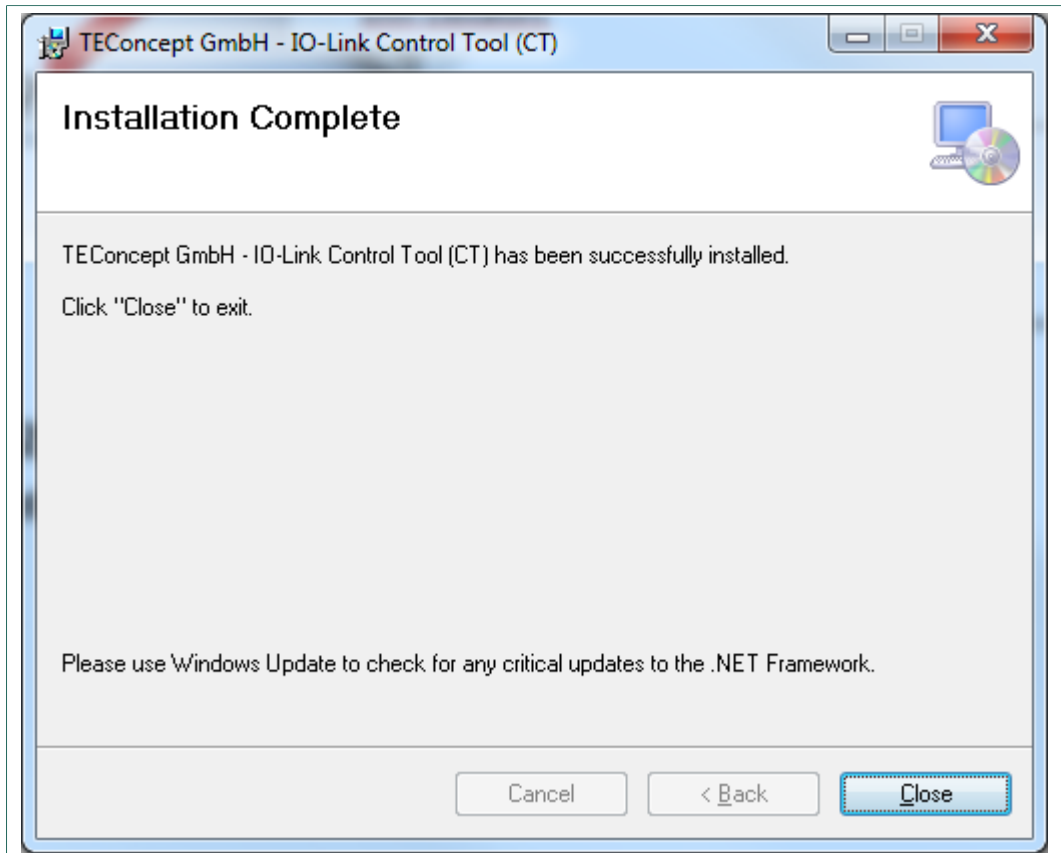 TEConcept GmbH - IO-Link Control Tool (CT)
Installation Complete
TEConcept GmbH - IO-Link Control Tool (CT) has been successfully installed.
Click "Close" to exit.
Please use Windows Update to check for any critical updates to the .NET Framework.
Cancel
< Back
Close